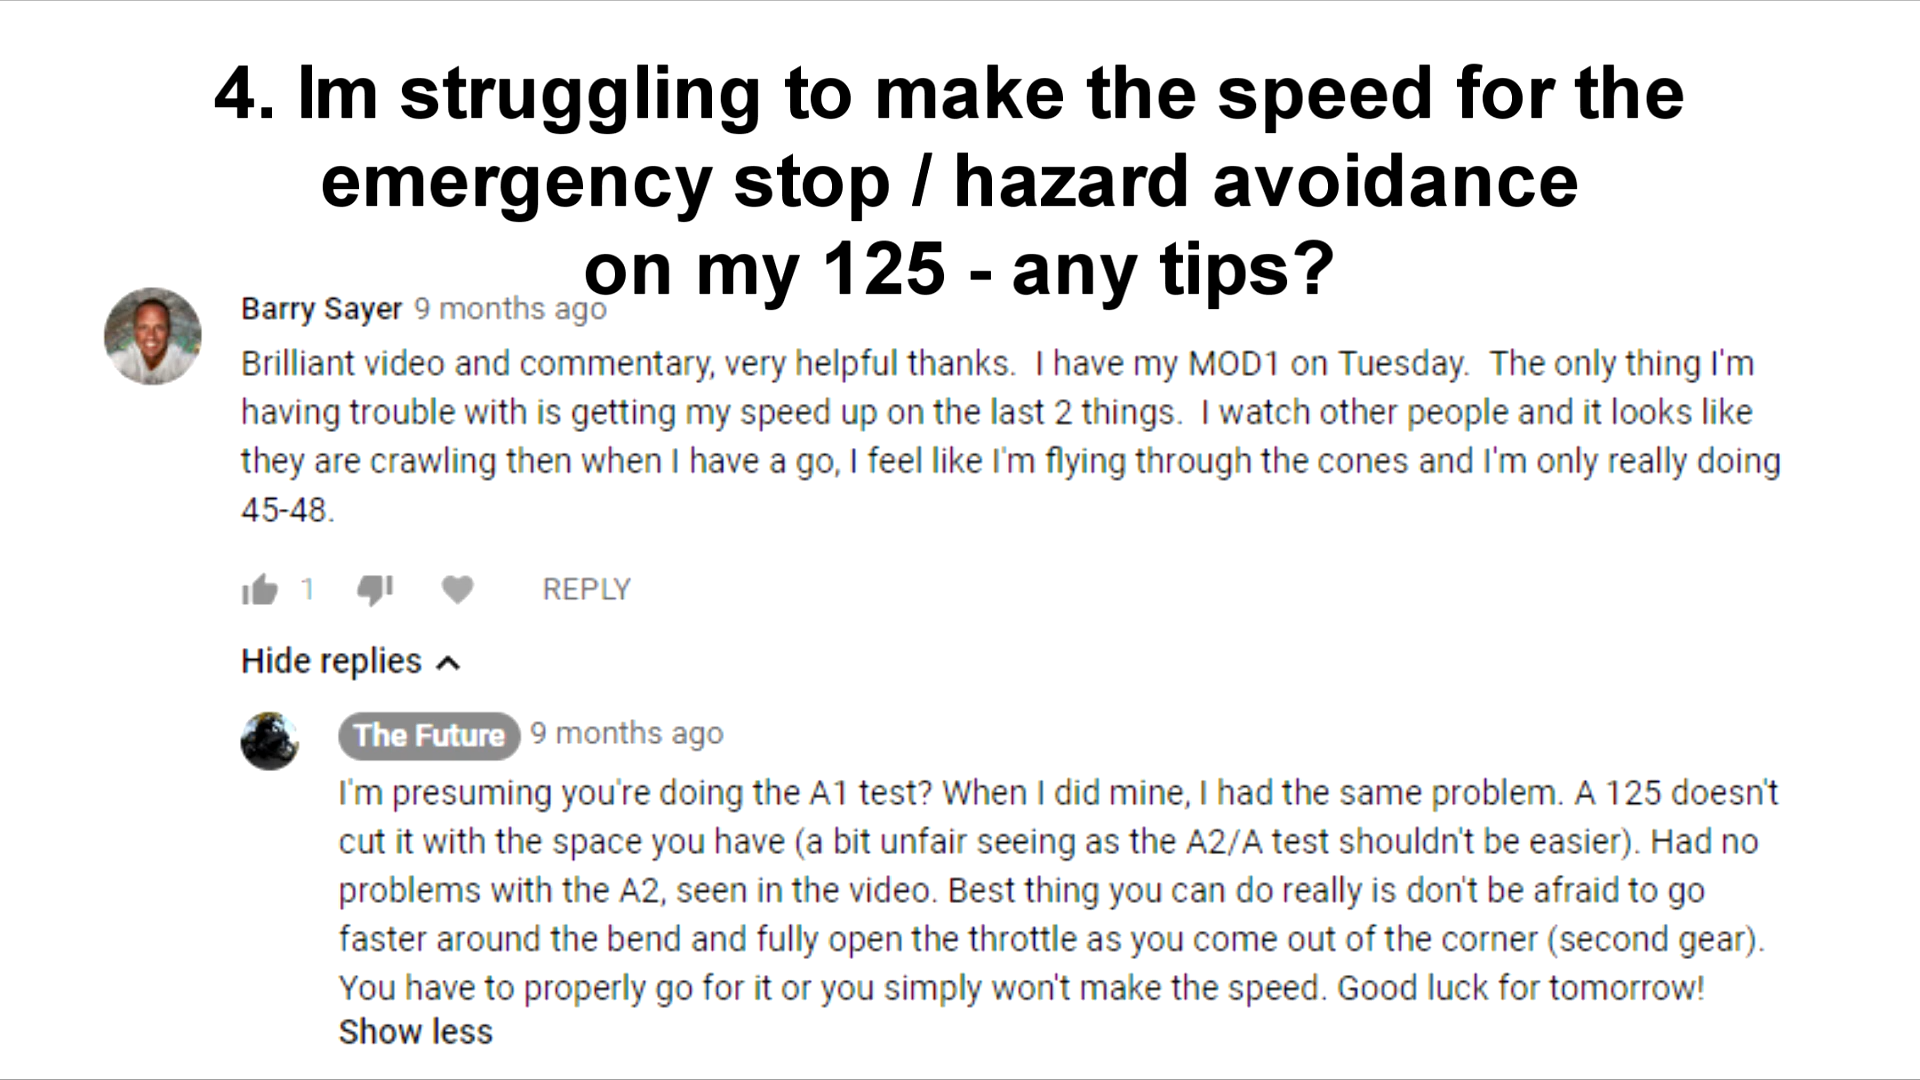 4. Im struggling to make the speed for the
emergency stop / hazard avoidance
on my 125 - any tips?
Barry Sayer 9 months ago
Brilliant video and commentary, very helpful thanks.  I have my MOD1 on Tuesday.  The only thing I'm
having trouble with is getting my speed up on the last 2 things.  I watch other people and it looks like
they are crawling then when I have a go, I feel like I'm flying through the cones and I'm only really doing
45-48.
1 REPLY
Hide replies
The Future 9 months ago
I'm presuming you're doing the A1 test? When I did mine, I had the same problem. A 125 doesn't
cut it with the space you have (a bit unfair seeing as the A2/A test shouldn't be easier). Had no
problems with the A2, seen in the video. Best thing you can do really is don't be afraid to go
faster around the bend and fully open the throttle as you come out of the corner (second gear).
You have to properly go for it or you simply won't make the speed. Good luck for tomorrow!
Show less